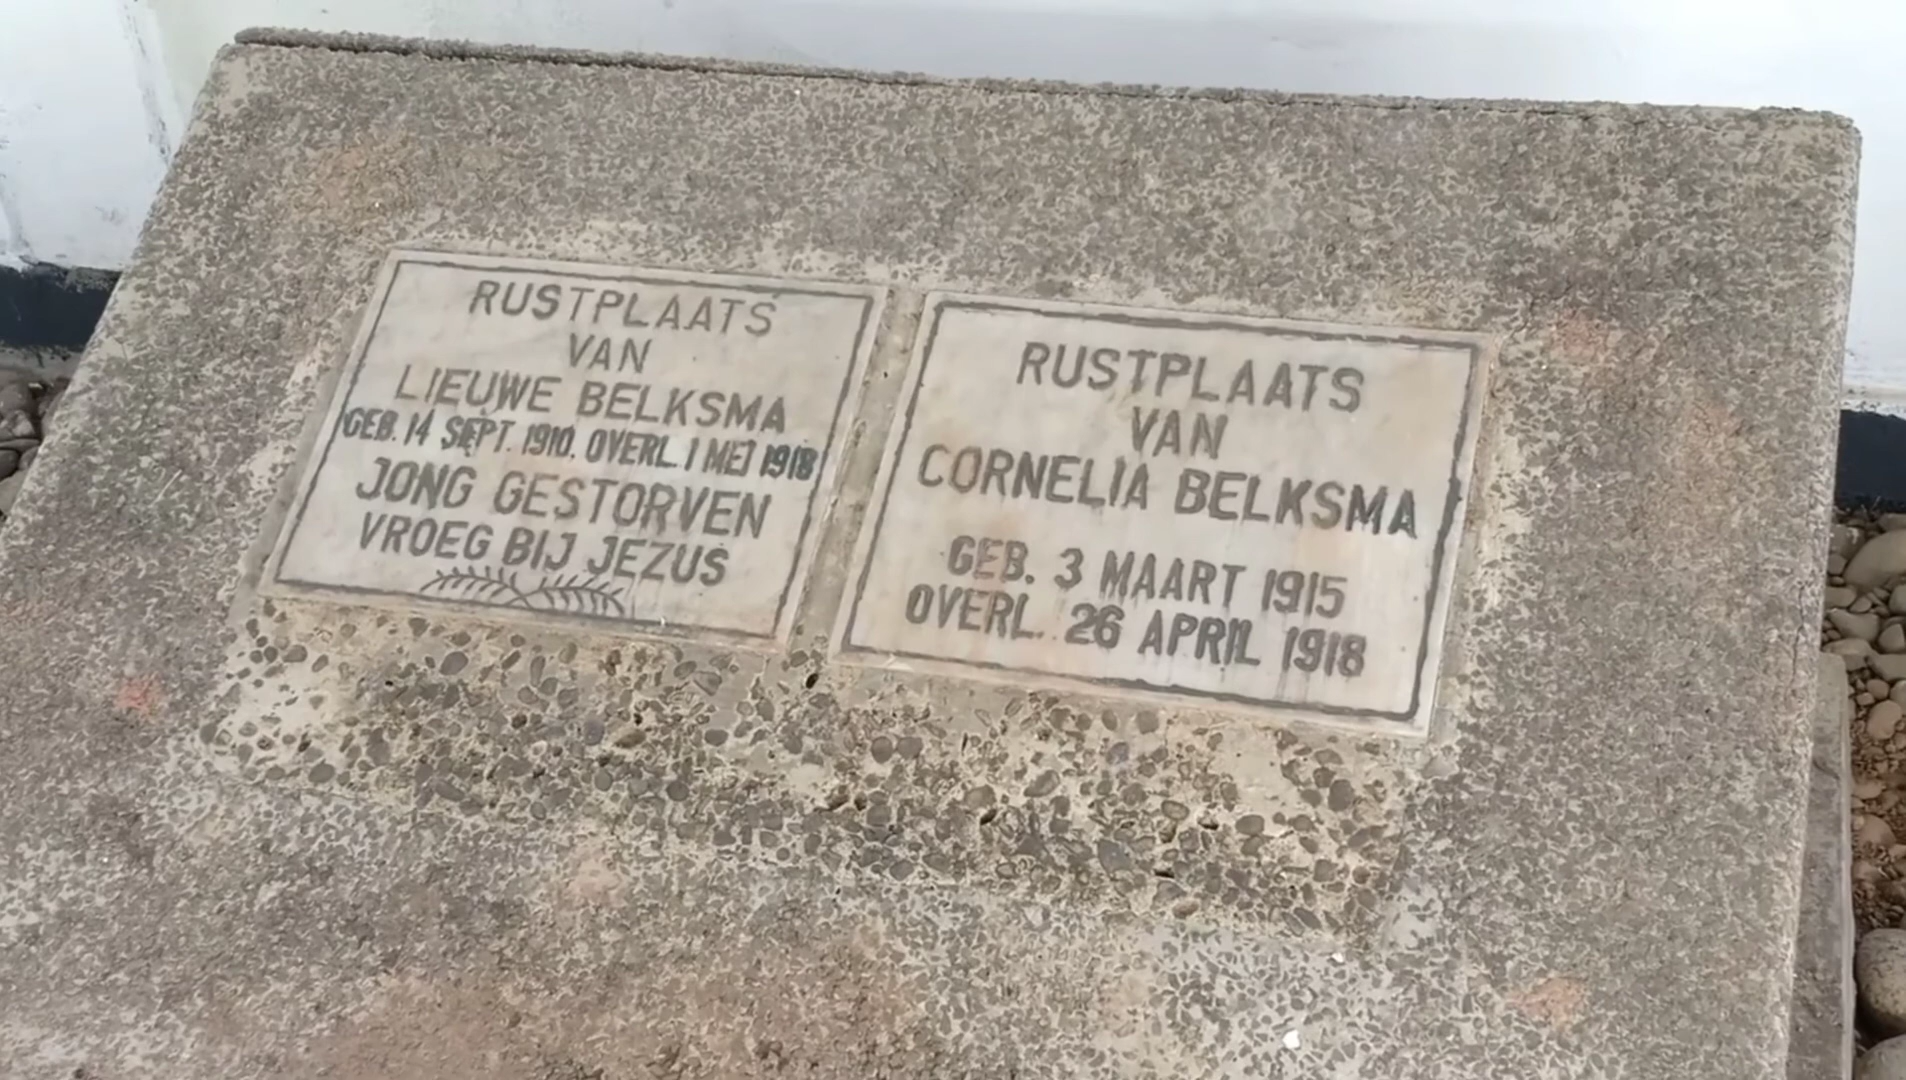 RUSTPLAATS
VAN
LIEUWE BELKSMA
GEB. 14 SEPT. 1910. OVERL. 1 MEI 1918
JONG GESTORVEN
VROEG BIJ JEZUS
RUSTPLAATS
VAN
CORNELIA BELKSMA
GEB. 3 MAART 1915
OVERL. 26 APRIL 1918